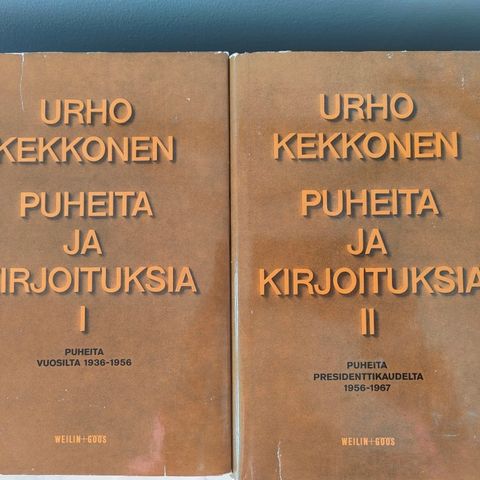 URHO
KEKKONEN
PUHEITA
JA
KIRJOITUKSIA
I
PUHEITA
VUOSILTA 1936-1956
WEILIN+GÖÖS
URHO
KEKKONEN
PUHEITA
JA
KIRJOITUKSIA
II
PUHEITA
PRESIDENTTIKAUDELTA
1956-1967
WEILIN+GÖÖS